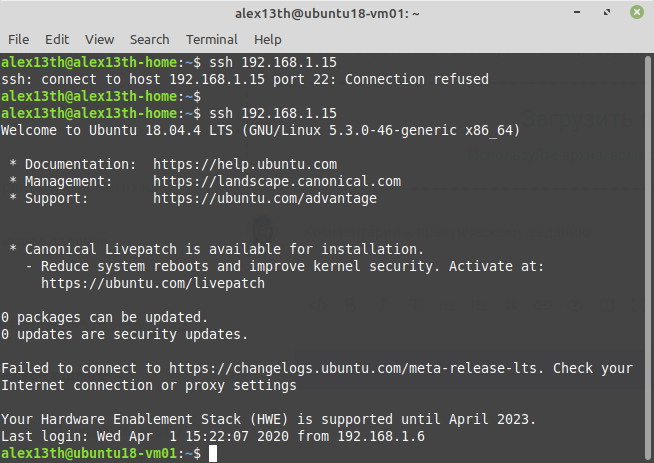 alex13th@ubuntu18-vm01: ~
File Edit View Search Terminal Help
alex13th@alex13th-home:~$ ssh 192.168.1.15
ssh: connect to host 192.168.1.15 port 22: Connection refused
alex13th@alex13th-home:~$
alex13th@alex13th-home:~$ ssh 192.168.1.15
Welcome to Ubuntu 18.04.4 LTS (GNU/Linux 5.3.0-46-generic x86_64)
* Documentation:  https://help.ubuntu.com
* Management:     https://landscape.canonical.com
* Support:        https://ubuntu.com/advantage
* Canonical Livepatch is available for installation.
- Reduce system reboots and improve kernel security. Activate at:
https://ubuntu.com/livepatch
0 packages can be updated.
0 updates are security updates.
Failed to connect to https://changelogs.ubuntu.com/meta-release-lts. Check your
Internet connection or proxy settings
Your Hardware Enablement Stack (HWE) is supported until April 2023.
Last login: Wed Apr  1 15:22:07 2020 from 192.168.1.6
alex13th@ubuntu18-vm01:~$